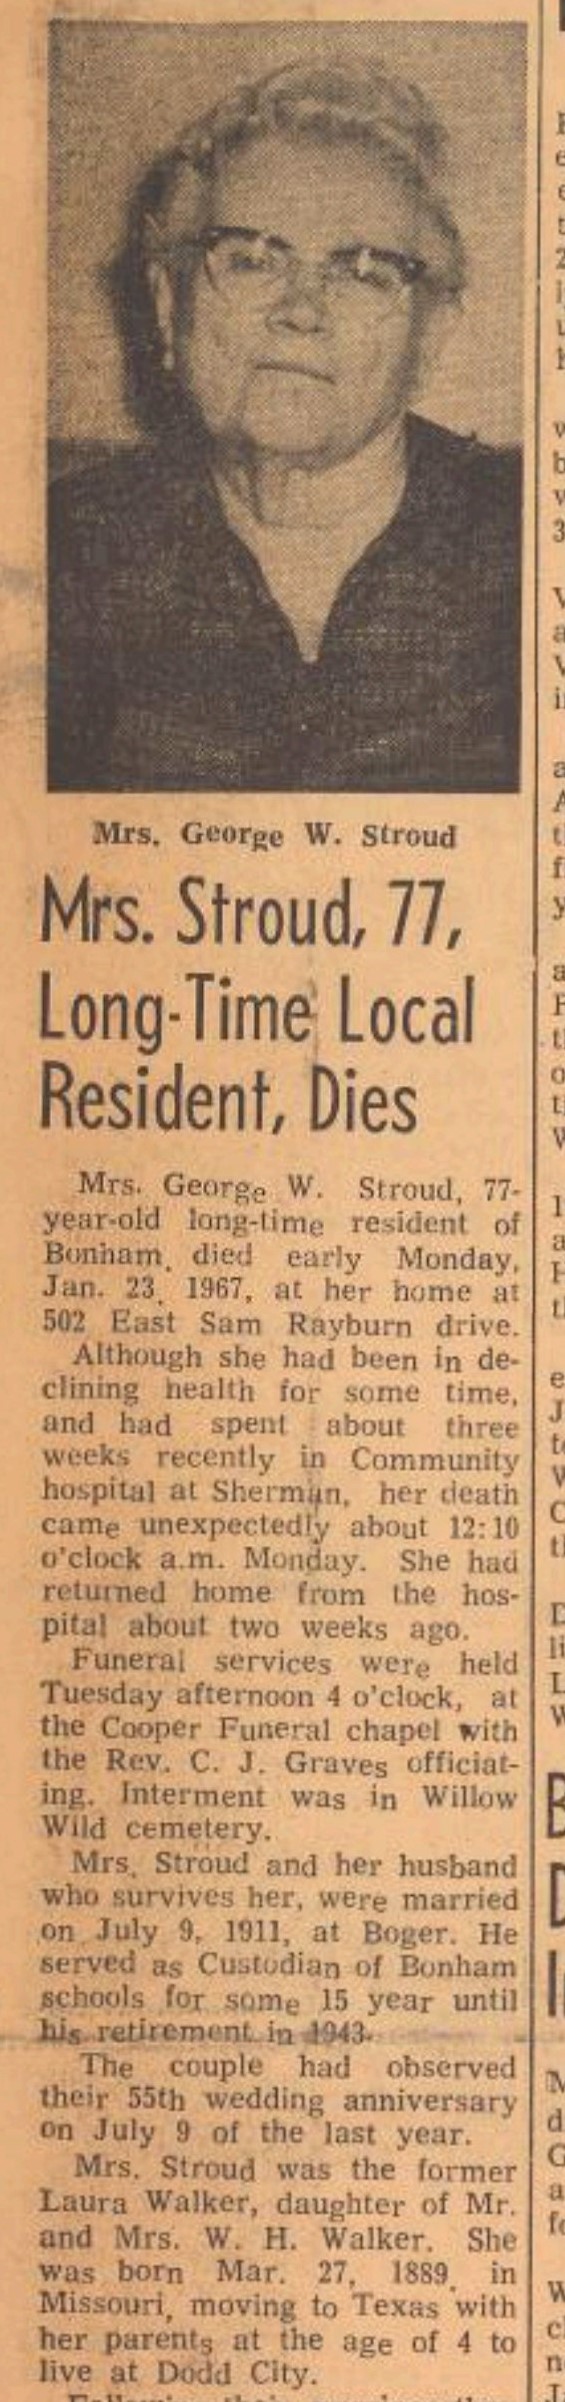 Mrs. George W. Stroud
Mrs. Stroud, 77,
Long-Time Local
Resident, Dies
Mrs. George W. Stroud, 77-
year-old long-time resident of
Bonham, died early Monday,
Jan. 23, 1967, at her home at
502 East Sam Rayburn drive.
Although she had been in de-
clining health for some time,
and had spent about three
weeks recently in Community
hospital at Sherman, her death
came unexpectedly about 12:10
o'clock a.m. Monday. She had
returned home from the hos-
pital about two weeks ago.
Funeral services were held
Tuesday afternoon 4 o'clock, at
the Cooper Funeral chapel with
the Rev. C. J. Graves officiat-
ing. Interment was in Willow
Wild cemetery.
Mrs. Stroud and her husband
who survives her, were married
on July 9, 1911, at Boger. He
served as Custodian of Bonham
schools for some 15 year until
his retirement in 1943.
The couple had observed
their 55th wedding anniversary
on July 9 of the last year.
Mrs. Stroud was the former
Laura Walker, daughter of Mr.
and Mrs. W. H. Walker. She
was born Mar. 27, 1889, in
Missouri, moving to Texas with
her parents at the age of 4 to
live at Dodd City.